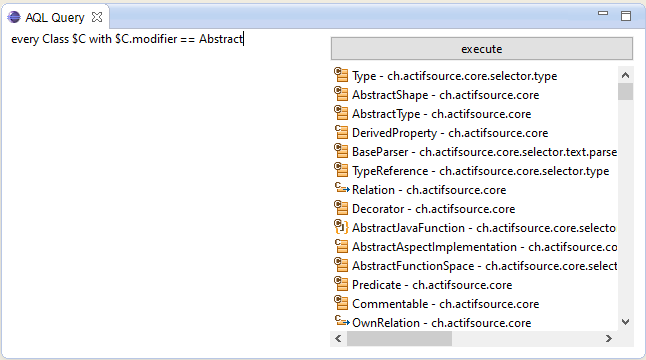 AQL Query
every Class $C with $C.modifier == Abstract
execute
Type - ch.actifsource.core.selector.type
AbstractShape - ch.actifsource.core
AbstractType - ch.actifsource.core
DerivedProperty - ch.actifsource.core
BaseParser - ch.actifsource.core.selector.text.parse
TypeReference - ch.actifsource.core.selector.type
Relation - ch.actifsource.core
Decorator - ch.actifsource.core
AbstractJavaFunction - ch.actifsource.core.selector
AbstractAspectImplementation - ch.actifsource.co
AbstractFunctionSpace - ch.actifsource.core.select
Predicate - ch.actifsource.core
Commentable - ch.actifsource.core
OwnRelation - ch.actifsource.core